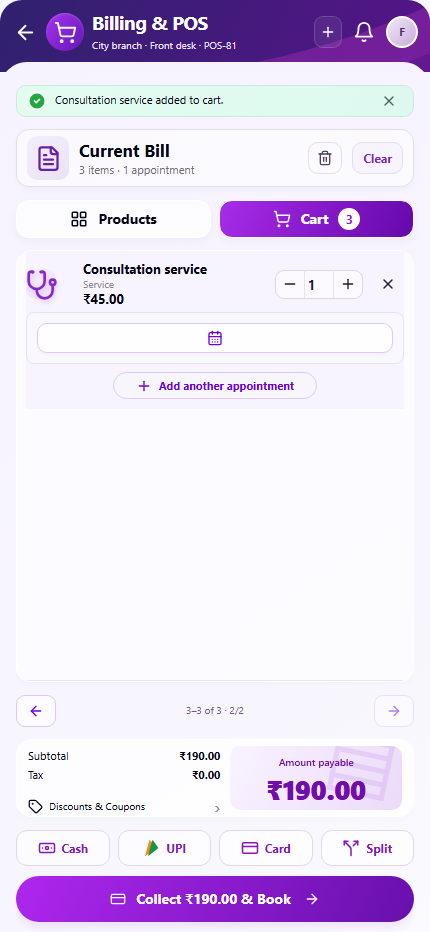 Billing & POS
City branch · Front desk · POS-81
F
Consultation service added to cart.
Current Bill
3 items · 1 appointment
Clear
Products
Cart 3
Consultation service
Service
₹45.00
1
Add another appointment
3–3 of 3 · 2/2
Subtotal ₹190.00
Tax ₹0.00
Discounts & Coupons
Amount payable
₹190.00
Cash
UPI
Card
Split
Collect ₹190.00 & Book